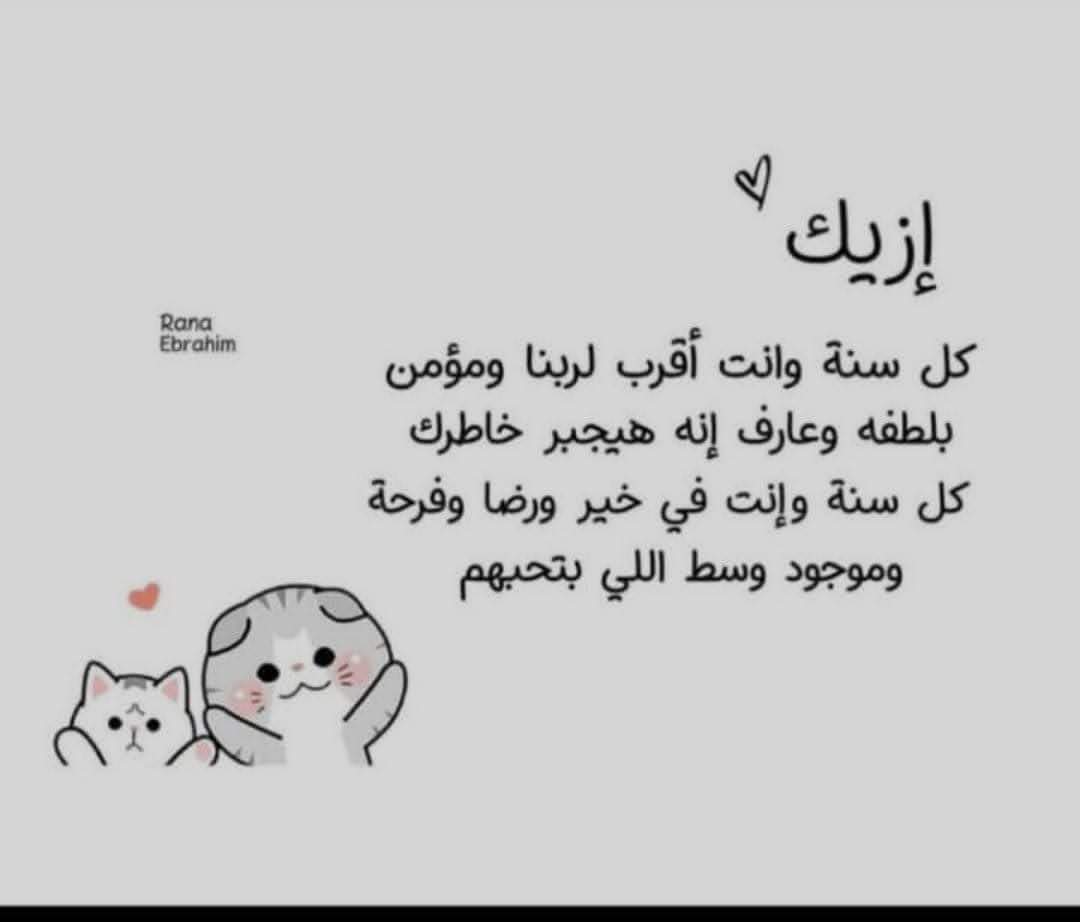 إزيك
Rana
Ebrahim
كل سنة وانت أقرب لربنا ومؤمن
بلطفه وعارف إنه هيجبر خاطرك
كل سنة وإنت في خير ورضا وفرحة
وموجود وسط اللي بتحبهم